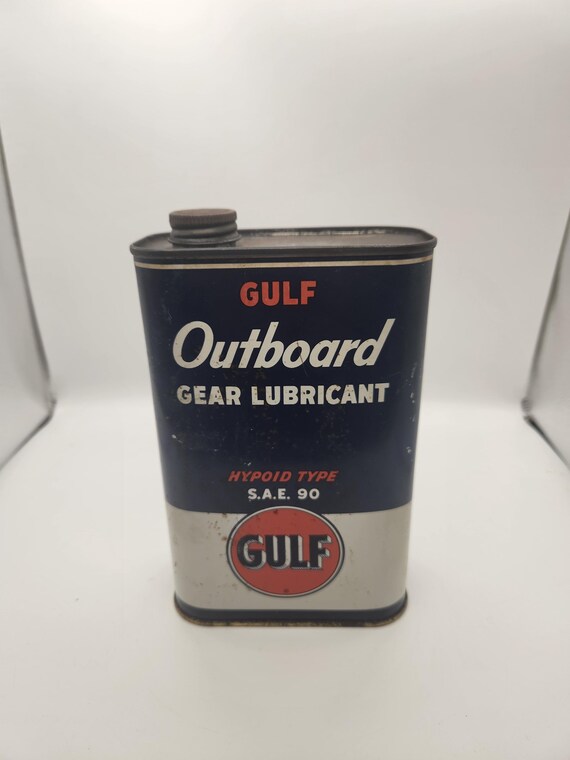 GULF
Outboard
GEAR LUBRICANT
HYPOID TYPE
S.A.E. 90
GULF